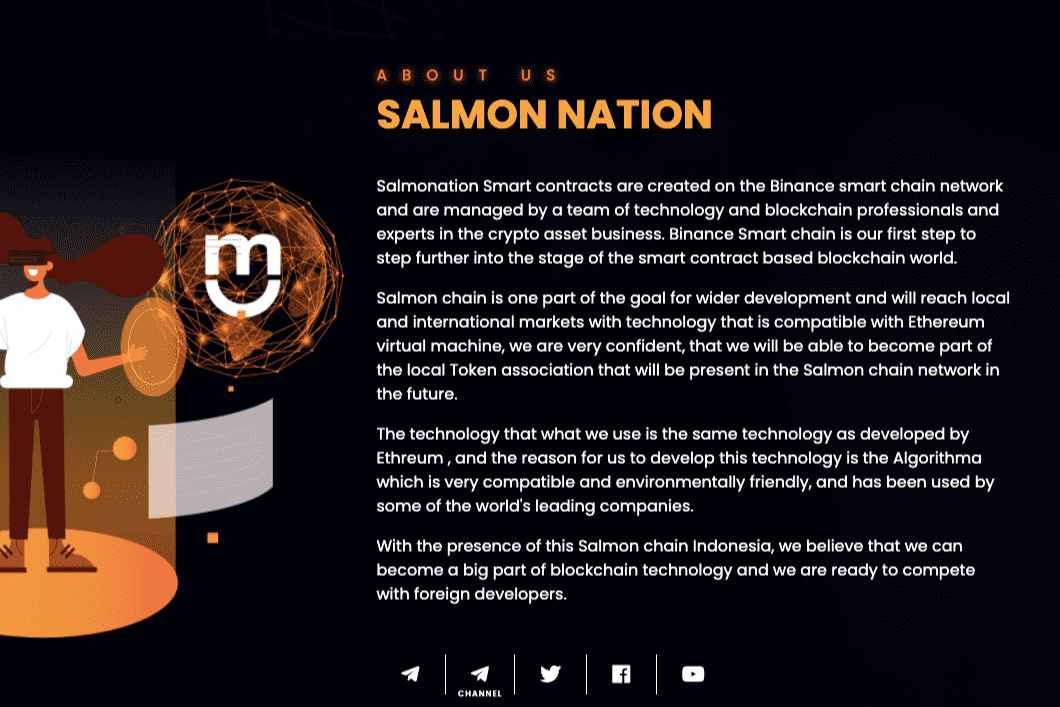 ABOUT US
SALMON NATION
Salmonation Smart contracts are created on the Binance smart chain network
and are managed by a team of technology and blockchain professionals and
experts in the crypto asset business. Binance Smart chain is our first step to
step further into the stage of the smart contract based blockchain world.
Salmon chain is one part of the goal for wider development and will reach local
and international markets with technology that is compatible with Ethereum
virtual machine, we are very confident, that we will be able to become part of
the local Token association that will be present in the Salmon chain network in
the future.
The technology that what we use is the same technology as developed by
Ethreum , and the reason for us to develop this technology is the Algorithma
which is very compatible and environmentally friendly, and has been used by
some of the world's leading companies.
With the presence of this Salmon chain Indonesia, we believe that we can
become a big part of blockchain technology and we are ready to compete
with foreign developers.
CHANNEL